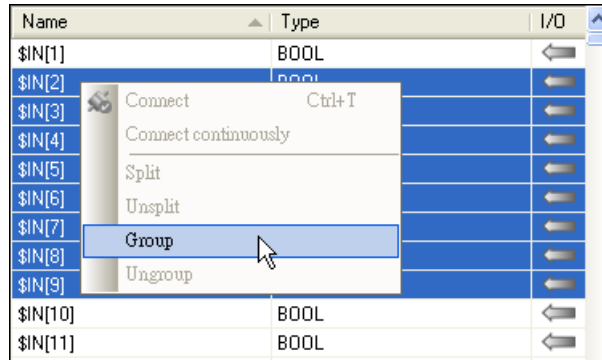 Name Type I/O
$IN[1] BOOL
$IN[2] BOOL
$IN[3] Connect Ctrl+T
$IN[4] Connect continuously
$IN[5] Split
$IN[6] Unsplit
$IN[7] Group
$IN[8]
$IN[9] Ungroup
$IN[10] BOOL
$IN[11] BOOL